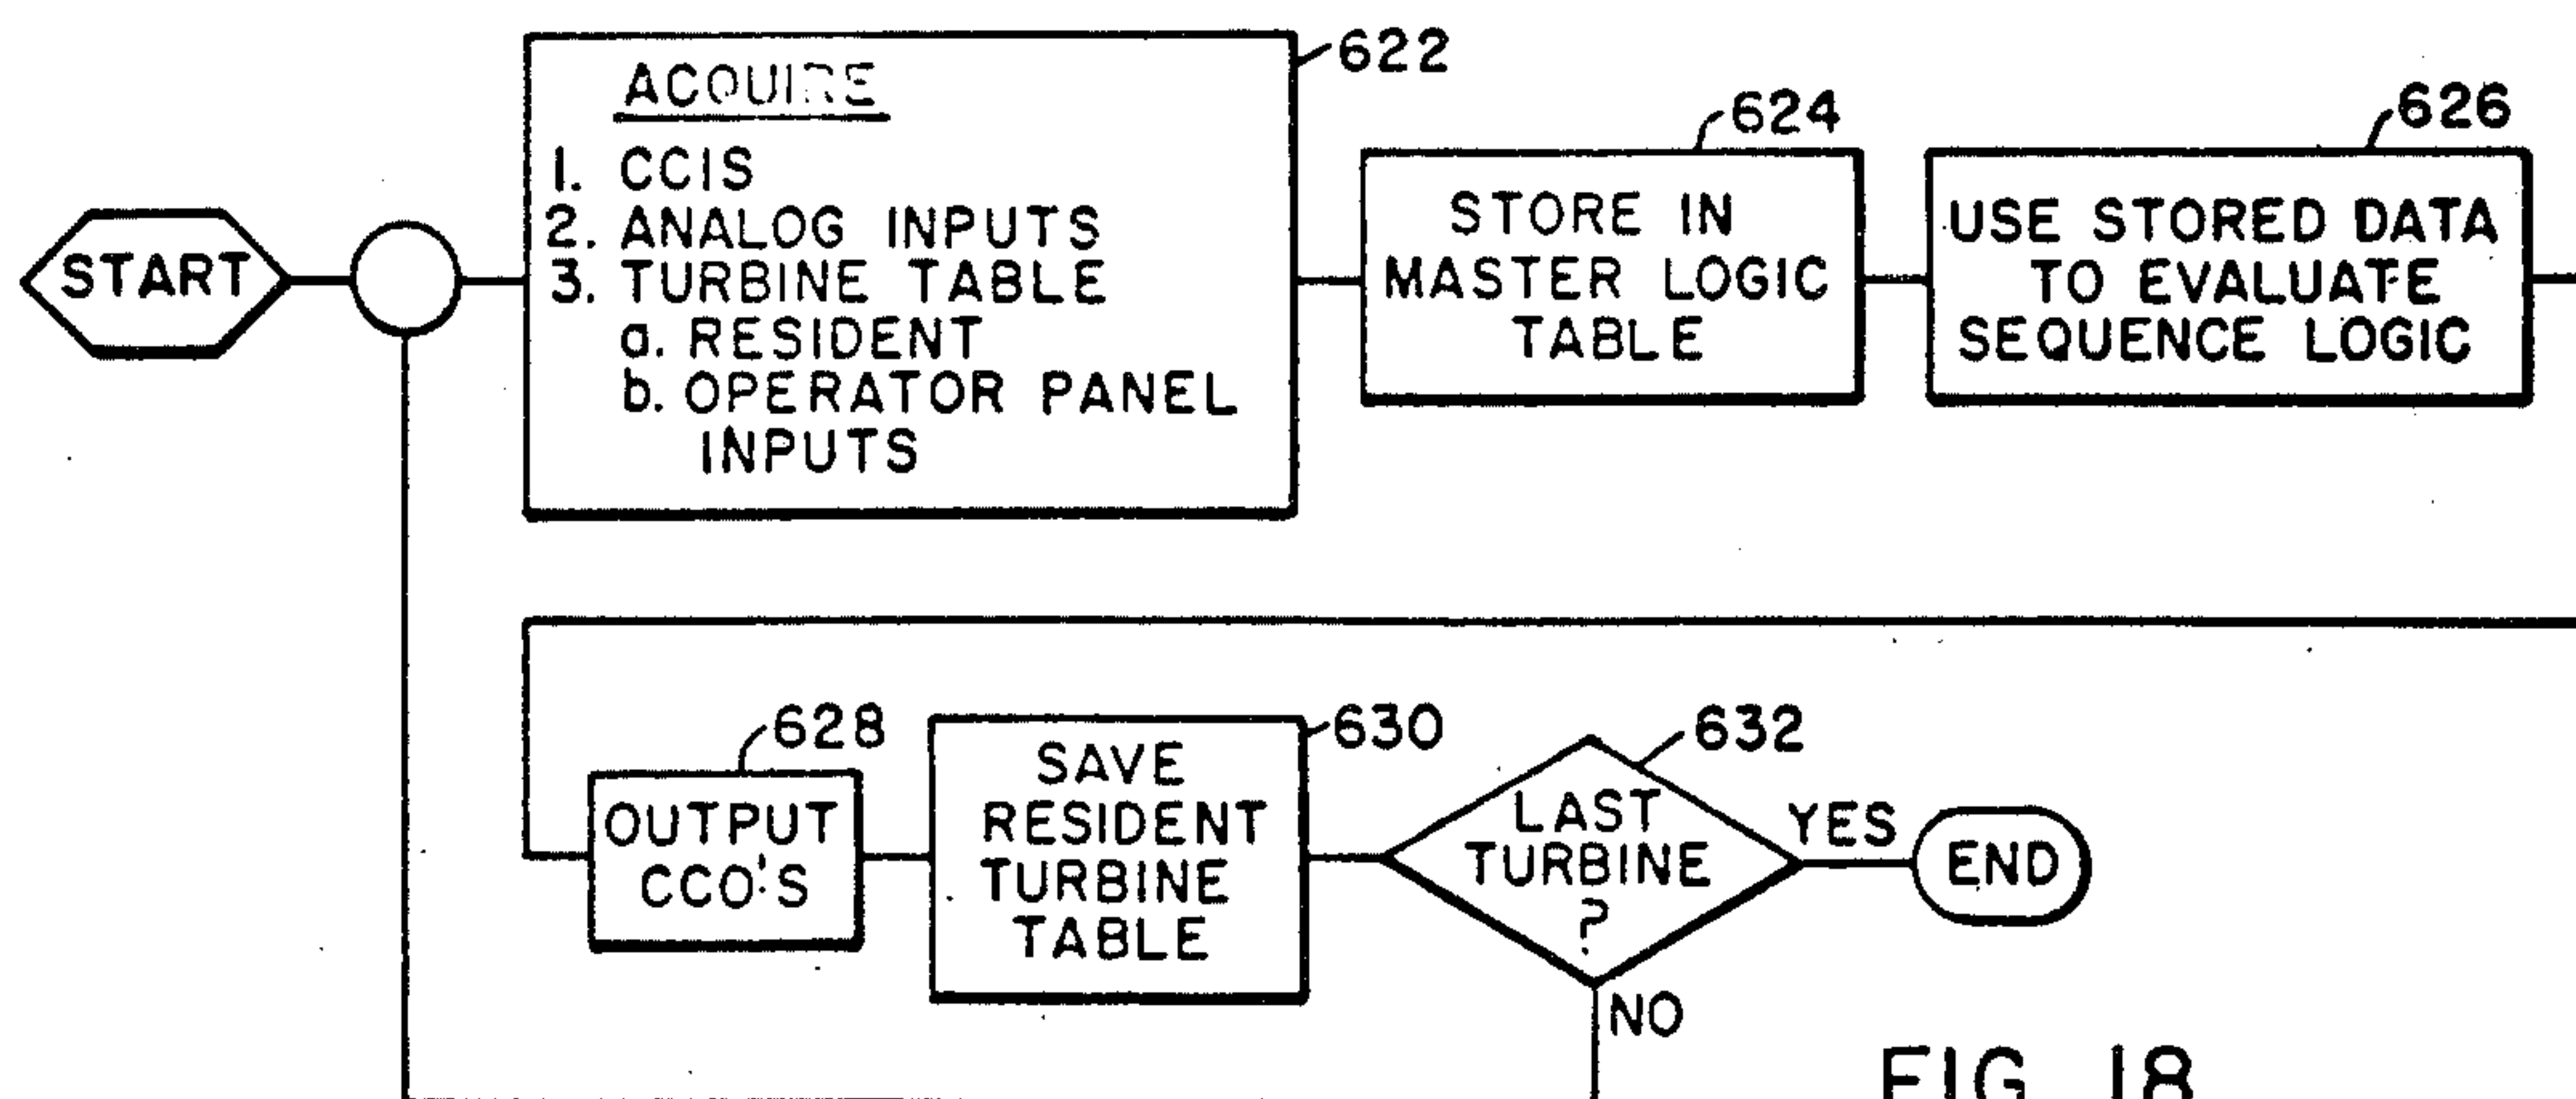 622
ACQUIRE
1. CCIS
2. ANALOG INPUTS
3. TURBINE TABLE
a. RESIDENT
b. OPERATOR PANEL
INPUTS
START
624
STORE IN
MASTER LOGIC
TABLE
626
USE STORED DATA
TO EVALUATE
SEQUENCE LOGIC
628
OUTPUT
CCO'S
630
SAVE
RESIDENT
TURBINE
TABLE
632
LAST
TURBINE
?
YES
END
NO
FIG. 18